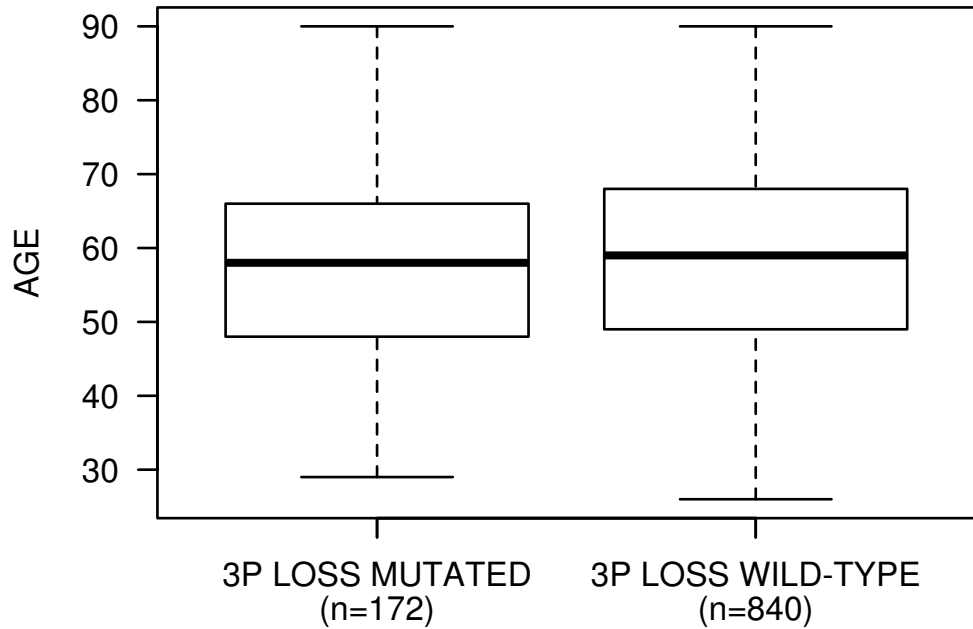 90
80
70
60
50
40
30
AGE
3P LOSS MUTATED
(n=172)
3P LOSS WILD-TYPE
(n=840)